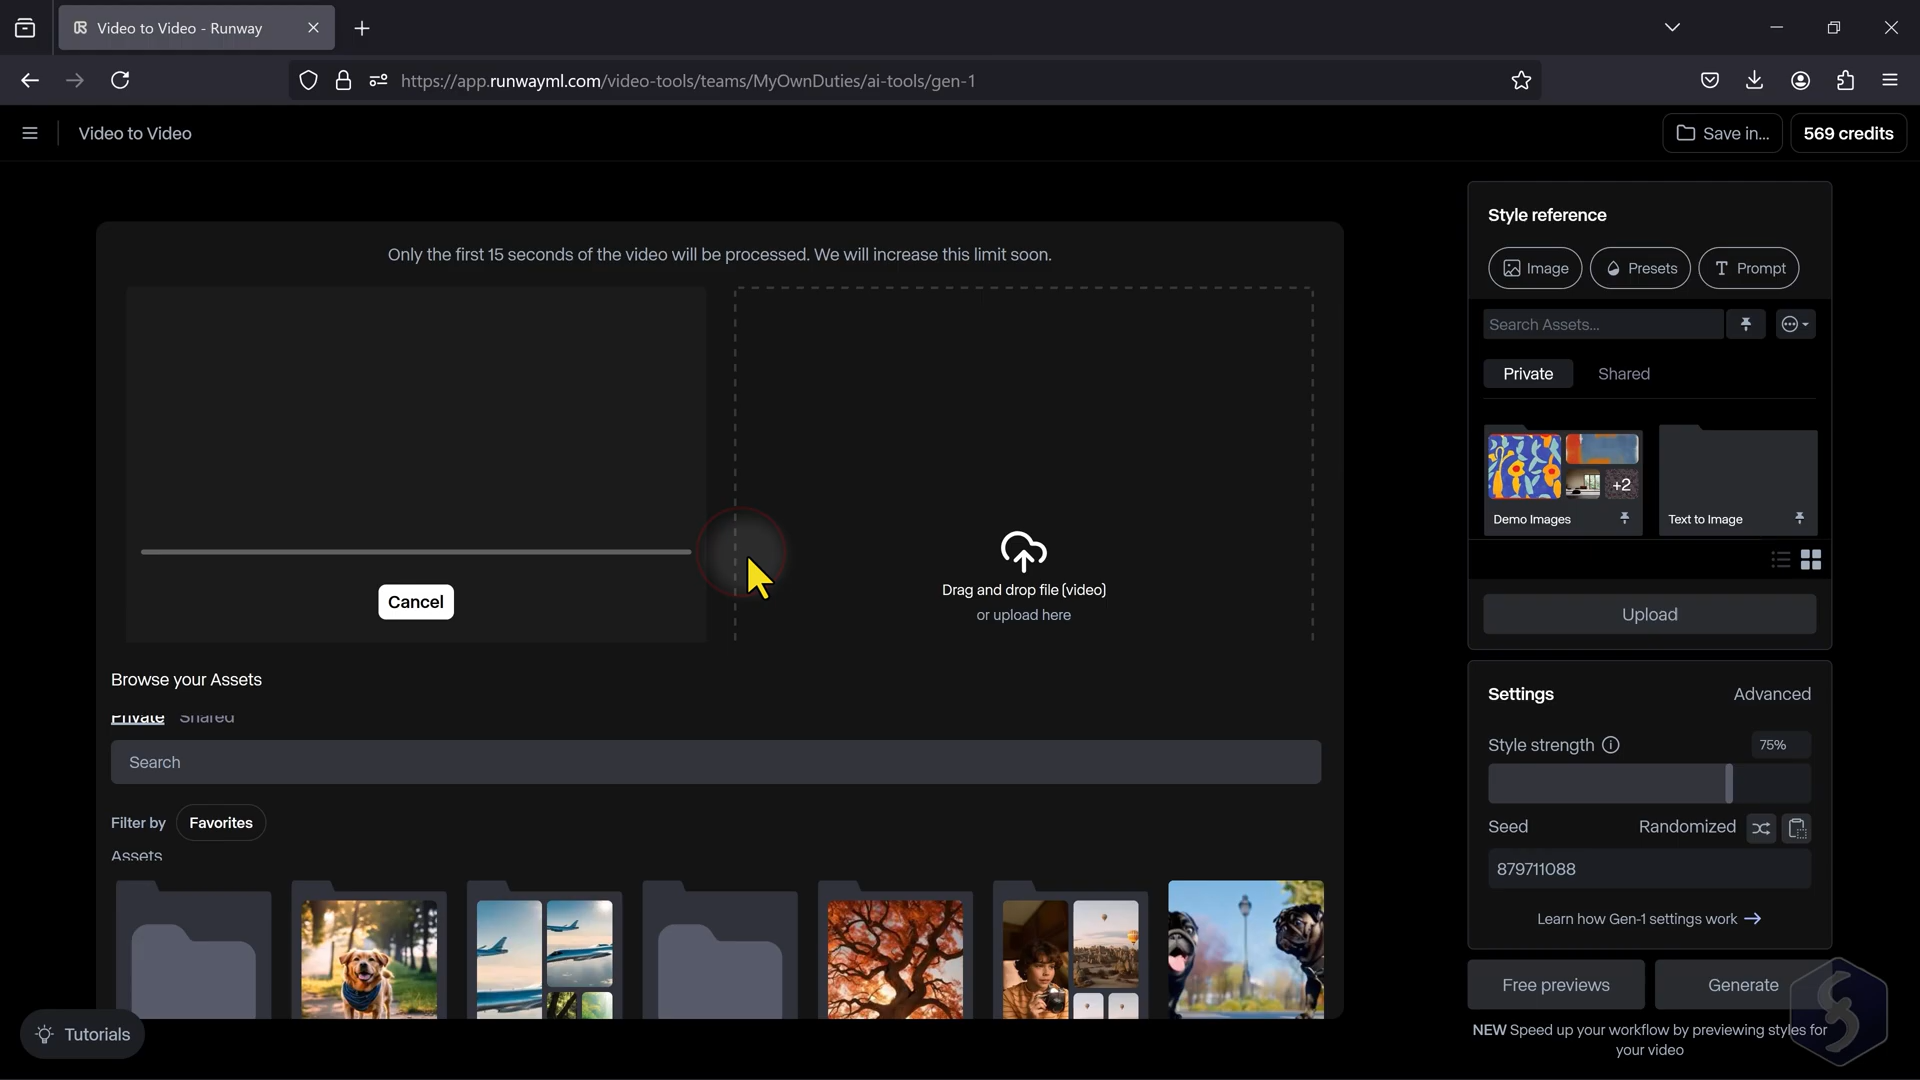 Video to Video - Runway
https://app.runwayml.com/video-tools/teams/MyOwnDuties/ai-tools/gen-1
Video to Video
Save in...
569 credits
Only the first 15 seconds of the video will be processed. We will increase this limit soon.
Cancel
Drag and drop file (video)
or upload here
Browse your Assets
Private Shared
Search
Filter by Favorites
Assets
Tutorials
Style reference
Image Presets Prompt
Search Assets...
Private Shared
+2
Demo Images
Text to Image
Upload
Settings Advanced
Style strength 75%
Seed Randomized
879711088
Learn how Gen-1 settings work →
Free previews Generate
NEW Speed up your workflow by previewing styles for
your video